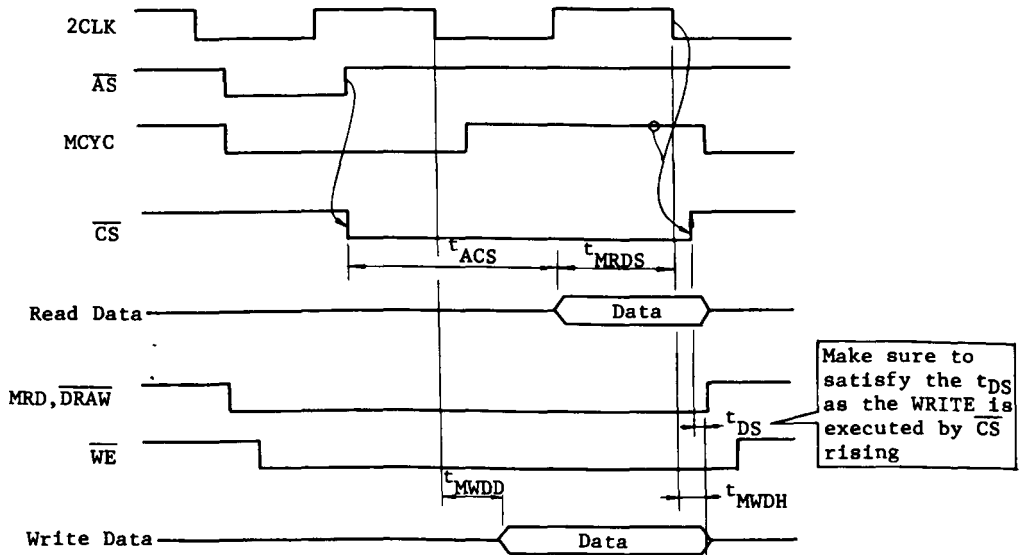 2CLK
AS
MCYC
CS
tACS
tMRDS
Read Data
Data
Make sure to
satisfy the tDS
as the WRITE is
executed by CS
rising
MRD, DRAW
tDS
WE
tMWDD
tMWDH
Write Data
Data